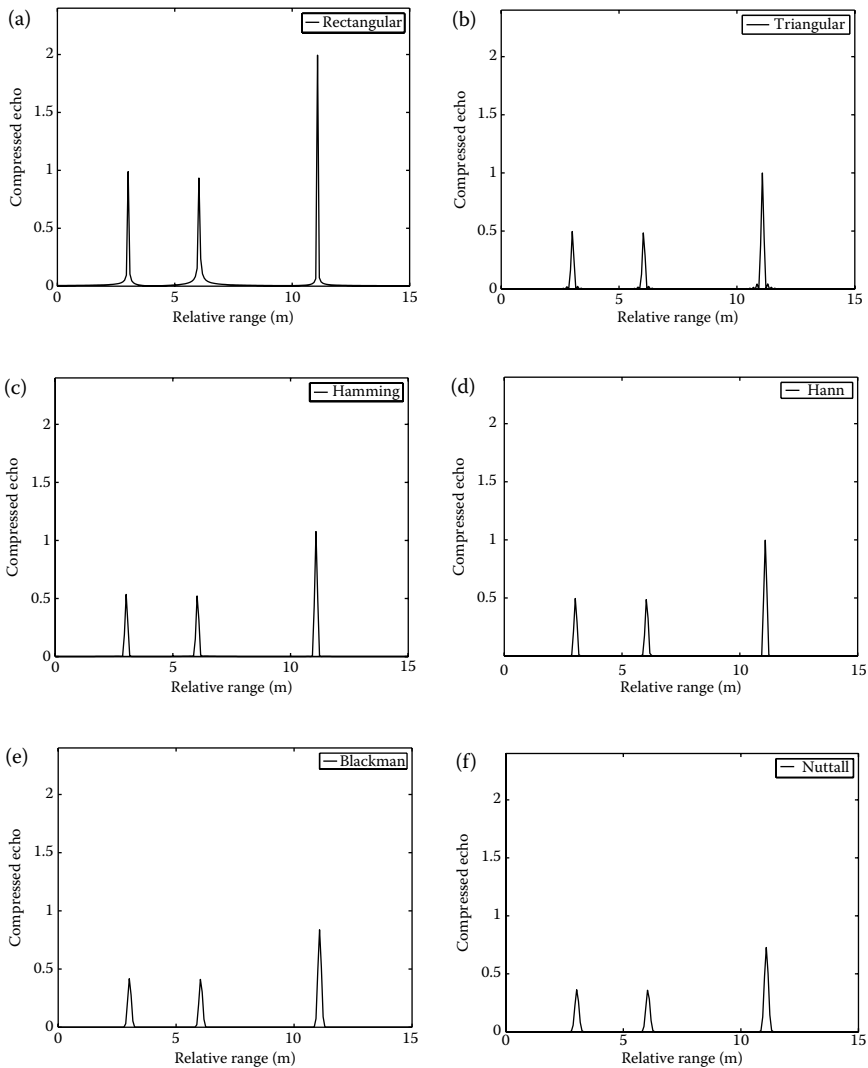 (a)
Rectangular
2
1.5
1
0.5
0
Compressed echo
0
5
10
15
Relative range (m)
(b)
Triangular
2
1.5
1
0.5
0
Compressed echo
0
5
10
15
Relative range (m)
(c)
Hamming
2
1.5
1
0.5
0
Compressed echo
0
5
10
15
Relative range (m)
(d)
Hann
2
1.5
1
0.5
Compressed echo
0
5
10
15
Relative range (m)
(e)
Blackman
2
1.5
1
0.5
0
Compressed echo
0
5
10
15
Relative range (m)
(f)
Nuttall
2
1.5
1
0.5
0
Compressed echo
0
5
10
15
Relative range (m)